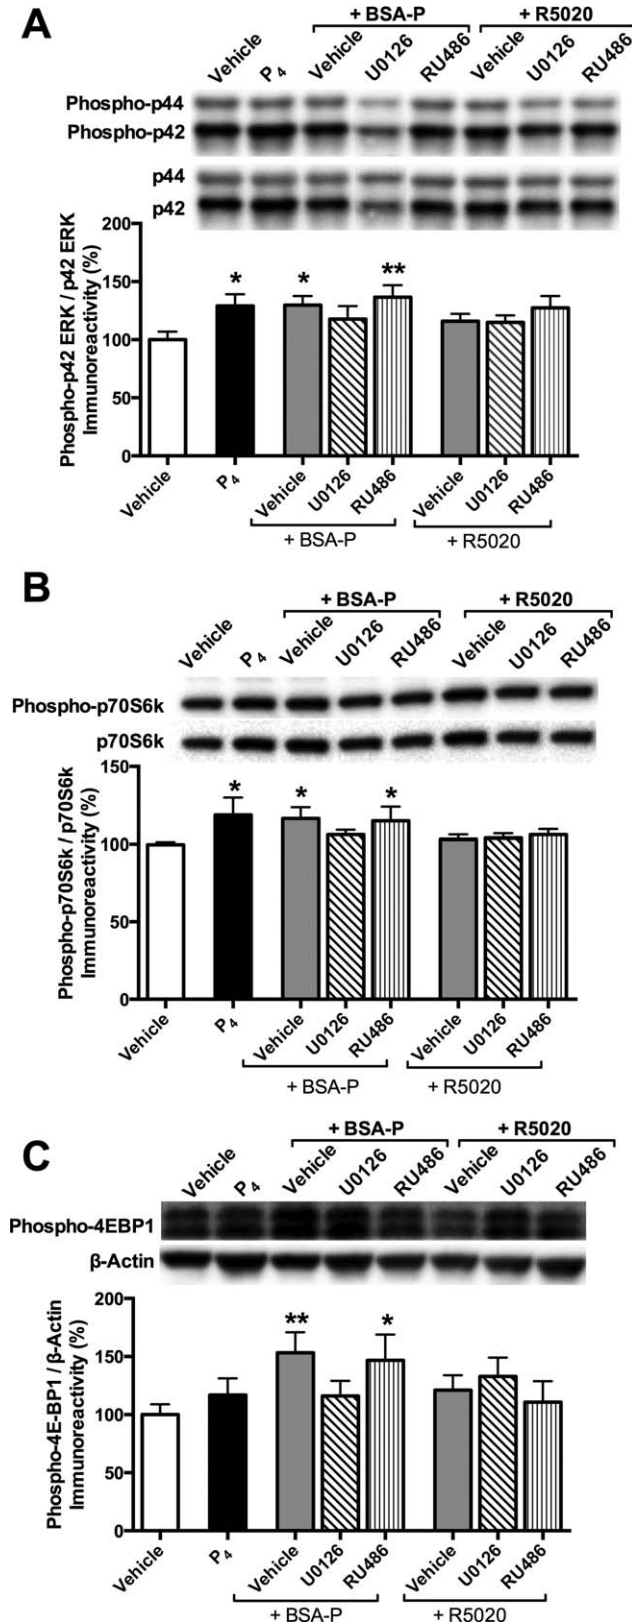 A
+ BSA-P + R5020
Vehicle P4 Vehicle U0126 RU486 Vehicle U0126 RU486
Phospho-p44
Phospho-p42
p44
p42
Phospho-p42 ERK / p42 ERK
Immunoreactivity (%)
200
150
100
50
0
* * **
Vehicle P4 Vehicle U0126 RU486 Vehicle U0126 RU486
+ BSA-P + R5020
B
+ BSA-P + R5020
Vehicle P4 Vehicle U0126 RU486 Vehicle U0126 RU486
Phospho-p70S6k
p70S6k
Phospho-p70S6k / p70S6k
Immunoreactivity (%)
150
100
50
0
* * *
Vehicle P4 Vehicle U0126 RU486 Vehicle U0126 RU486
+ BSA-P + R5020
C
+ BSA-P + R5020
Vehicle P4 Vehicle U0126 RU486 Vehicle U0126 RU486
Phospho-4EBP1
β-Actin
Phospho-4E-BP1 / β-Actin
Immunoreactivity (%)
200
150
100
50
0
** *
Vehicle P4 Vehicle U0126 RU486 Vehicle U0126 RU486
+ BSA-P + R5020